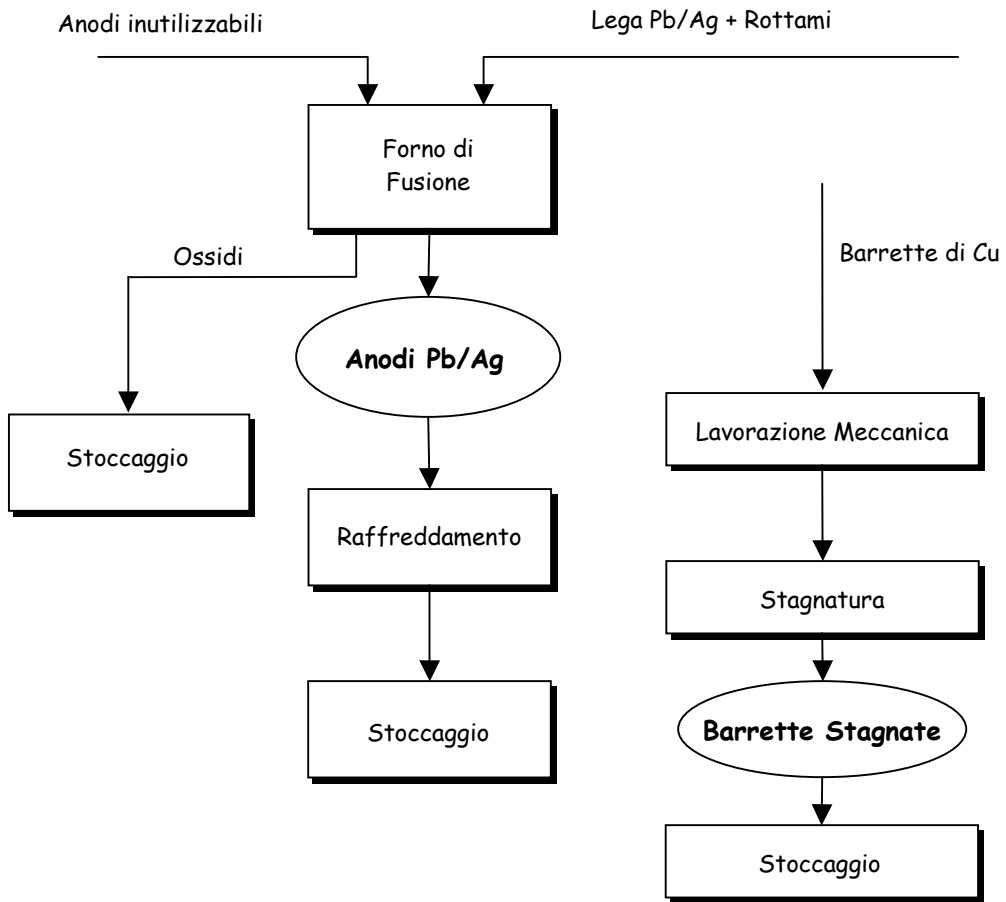 Anodi inutilizzabili
Lega Pb/Ag + Rottami
Forno di
Fusione
Ossidi
Barrette di Cu
Anodi Pb/Ag
Lavorazione Meccanica
Stoccaggio
Raffreddamento
Stagnatura
Stoccaggio
Barrette Stagnate
Stoccaggio